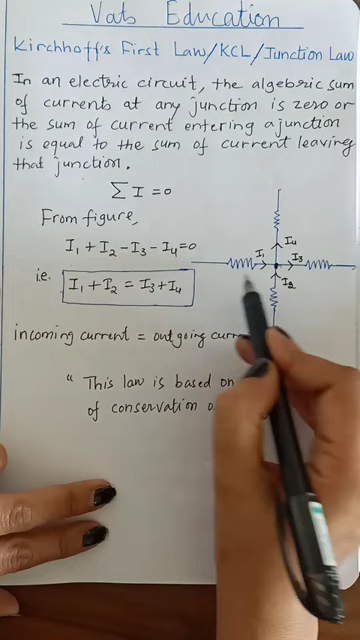 Vats Education
Kirchhoff's First Law/KCL/Junction Law
In an electric circuit, the algebric sum
of currents at any junction is zero or
the sum of current entering a junction
is equal to the sum of current leaving
that junction.
∑ I = 0
From figure,
I₁ + I₂ - I₃ - I₄ = 0
i.e. I₁ + I₂ = I₃ + I₄
I₄
I₁
I₃
I₂
incoming current = outgoing curre
" This law is based on
of conservation o